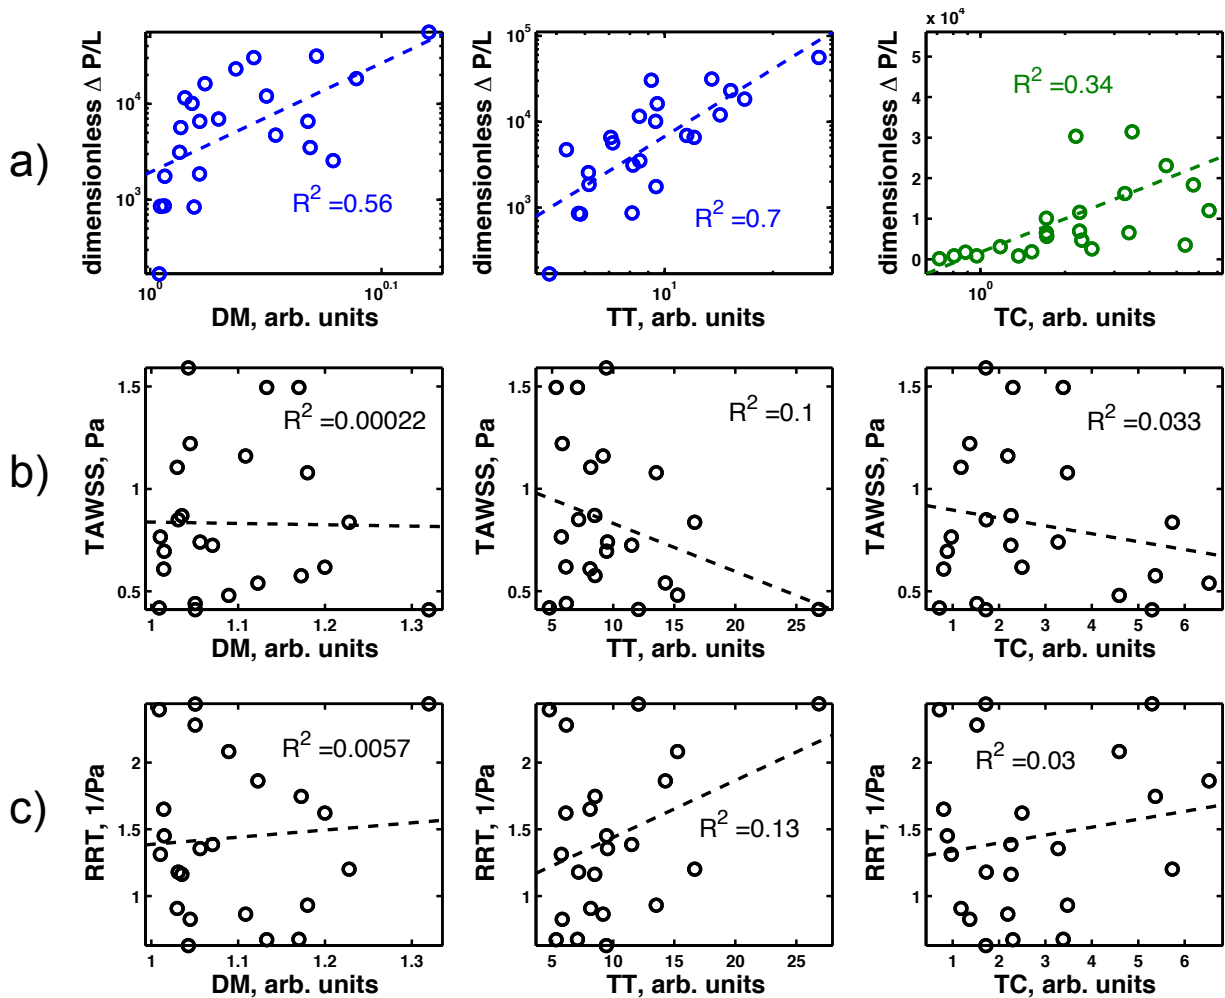 a)
dimensionless Δ P/L
10^4
10^3
R^2 =0.56
10^0
10^0.1
DM, arb. units
dimensionless Δ P/L
10^5
10^4
10^3
R^2 =0.7
10^1
TT, arb. units
x 10^4
dimensionless Δ P/L
5
4
3
2
1
0
R^2 =0.34
10^0
TC, arb. units
b)
TAWSS, Pa
1.5
1
0.5
R^2 =0.00022
1 1.1 1.2 1.3
DM, arb. units
TAWSS, Pa
1.5
1
0.5
R^2 =0.1
5 10 15 20 25
TT, arb. units
TAWSS, Pa
1.5
1
0.5
R^2 =0.033
1 2 3 4 5 6
TC, arb. units
c)
RRT, 1/Pa
2
1.5
1
R^2 =0.0057
1 1.1 1.2 1.3
DM, arb. units
RRT, 1/Pa
2
1.5
1
R^2 =0.13
5 10 15 20 25
TT, arb. units
RRT, 1/Pa
2
1.5
1
R^2 =0.03
1 2 3 4 5 6
TC, arb. units